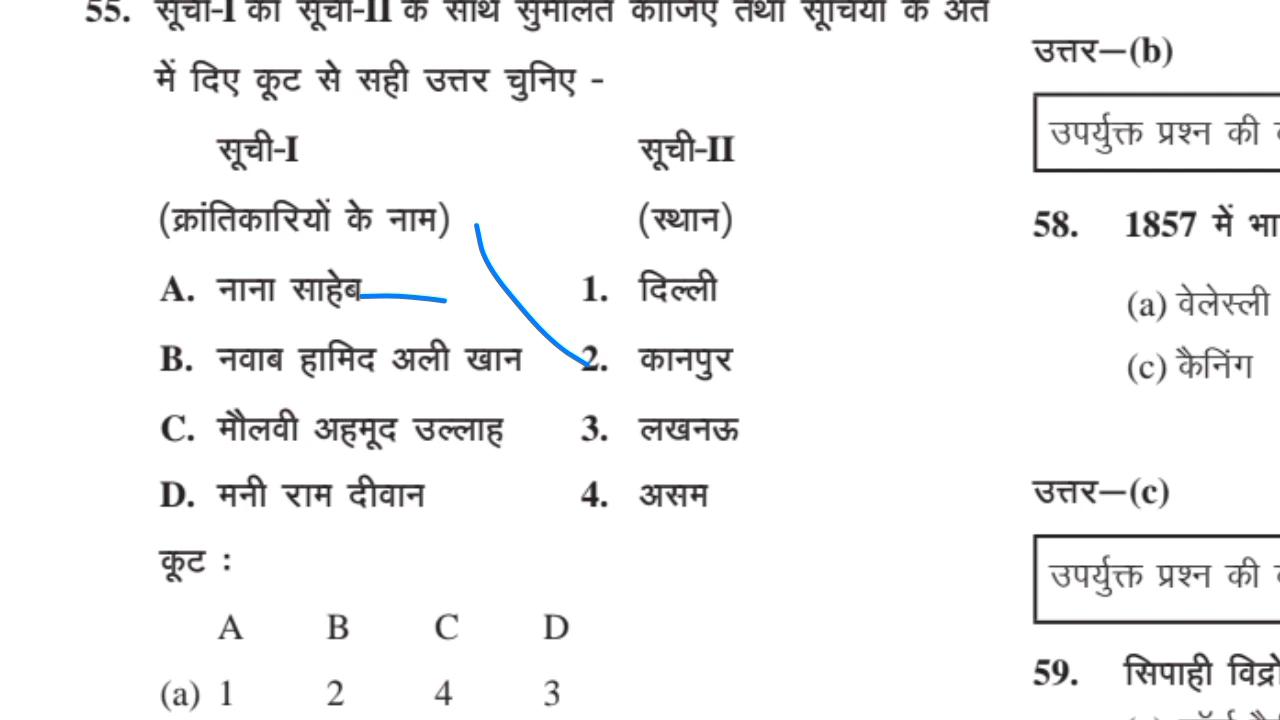 55. सूची-I को सूची-II के साथ सुमेलित कीजिए तथा सूचियों के अंत
में दिए कूट से सही उत्तर चुनिए -
सूची-I सूची-II
(क्रांतिकारियों के नाम) (स्थान)
A. नाना साहेब 1. दिल्ली
B. नवाब हामिद अली खान 2. कानपुर
C. मौलवी अहमूद उल्लाह 3. लखनऊ
D. मनी राम दीवान 4. असम
कूट :
A B C D
(a) 1 2 4 3
उत्तर–(b)
उपर्युक्त प्रश्न की
58. 1857 में
(a) वेलेस्ली
(c) कैनिंग
उत्तर–(c)
उपर्युक्त प्रश्न की
59. सिपाही